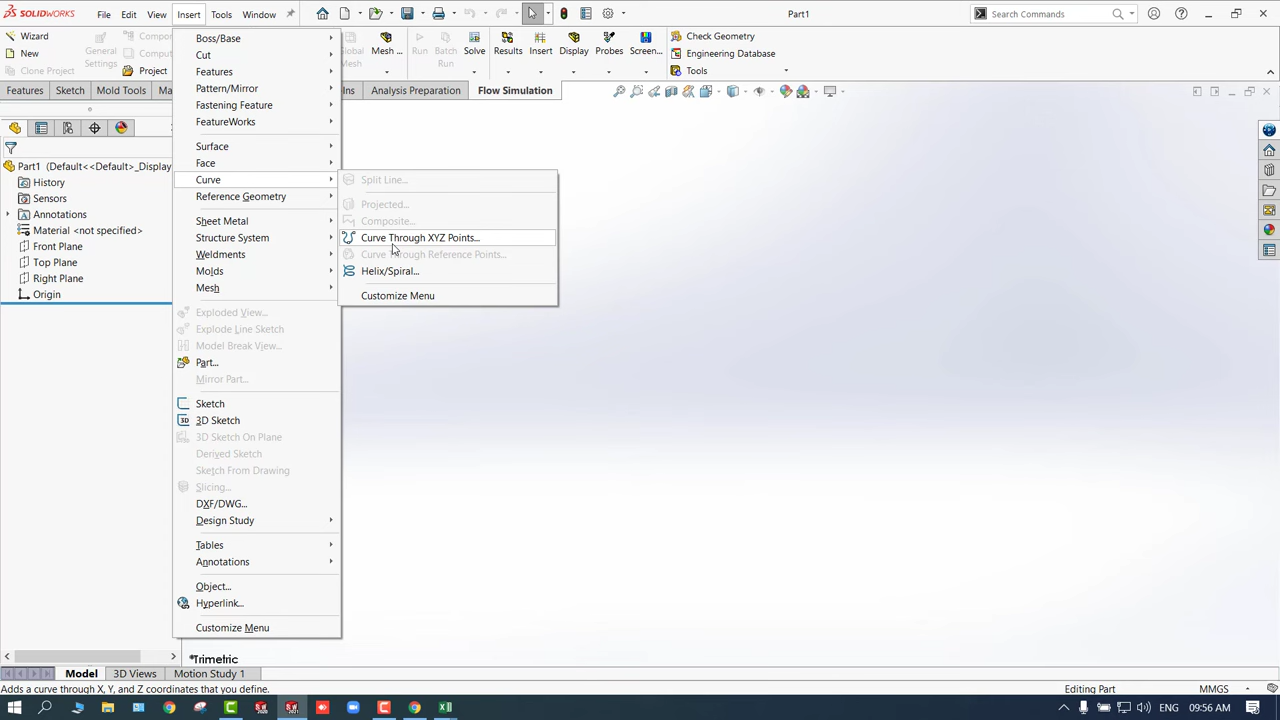 SOLIDWORKS
File
Edit
View
Insert
Tools
Window
Part1
Search Commands
Wizard
New
Clone Project
General
Settings
Project
Mesh ...
Run
Batch
Run
Solve
Results
Insert
Display
Probes
Screen...
Check Geometry
Engineering Database
Tools
Features
Sketch
Mold Tools
Analysis Preparation
Flow Simulation
Part1 (Default<<Default>_Display
History
Sensors
Annotations
Material <not specified>
Front Plane
Top Plane
Right Plane
Origin
Boss/Base
Cut
Features
Pattern/Mirror
Fastening Feature
FeatureWorks
Surface
Face
Curve
Reference Geometry
Sheet Metal
Structure System
Weldments
Molds
Mesh
Exploded View...
Explode Line Sketch
Model Break View...
Part...
Mirror Part...
Sketch
3D Sketch
3D Sketch On Plane
Derived Sketch
Sketch From Drawing
Slicing...
DXF/DWG...
Design Study
Tables
Annotations
Object...
Hyperlink...
Customize Menu
Split Line...
Projected...
Composite...
Curve Through XYZ Points...
Curve Through Reference Points...
Helix/Spiral...
Customize Menu
*Trimetric
Model
3D Views
Motion Study 1
Adds a curve through X, Y, and Z coordinates that you define.
Editing Part
MMGS
ENG
09:56 AM